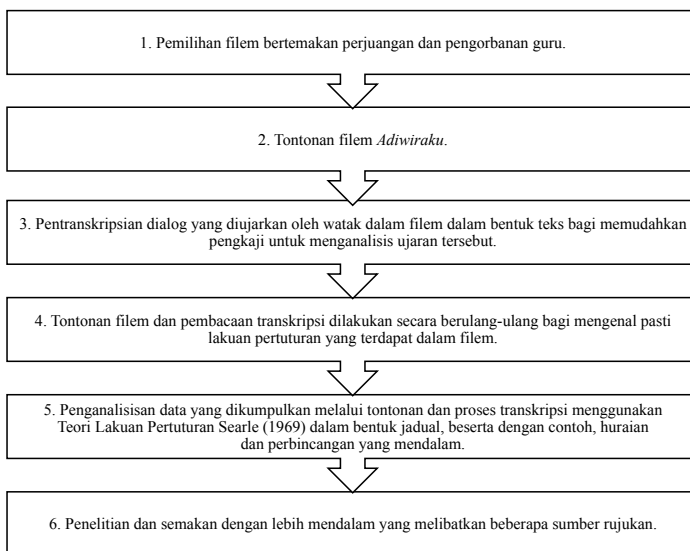 1. Pemilihan filem bertemakan perjuangan dan pengorbanan guru.
2. Tontonan filem Adiwiraku.
3. Pentranskripsian dialog yang diujarkan oleh watak dalam filem dalam bentuk teks bagi memudahkan
pengkaji untuk menganalisis ujaran tersebut.
4. Tontonan filem dan pembacaan transkripsi dilakukan secara berulang-ulang bagi mengenal pasti
lakuan pertuturan yang terdapat dalam filem.
5. Penganalisisan data yang dikumpulkan melalui tontonan dan proses transkripsi menggunakan
Teori Lakuan Pertuturan Searle (1969) dalam bentuk jadual, beserta dengan contoh, huraian
dan perbincangan yang mendalam.
6. Penelitian dan semakan dengan lebih mendalam yang melibatkan beberapa sumber rujukan.